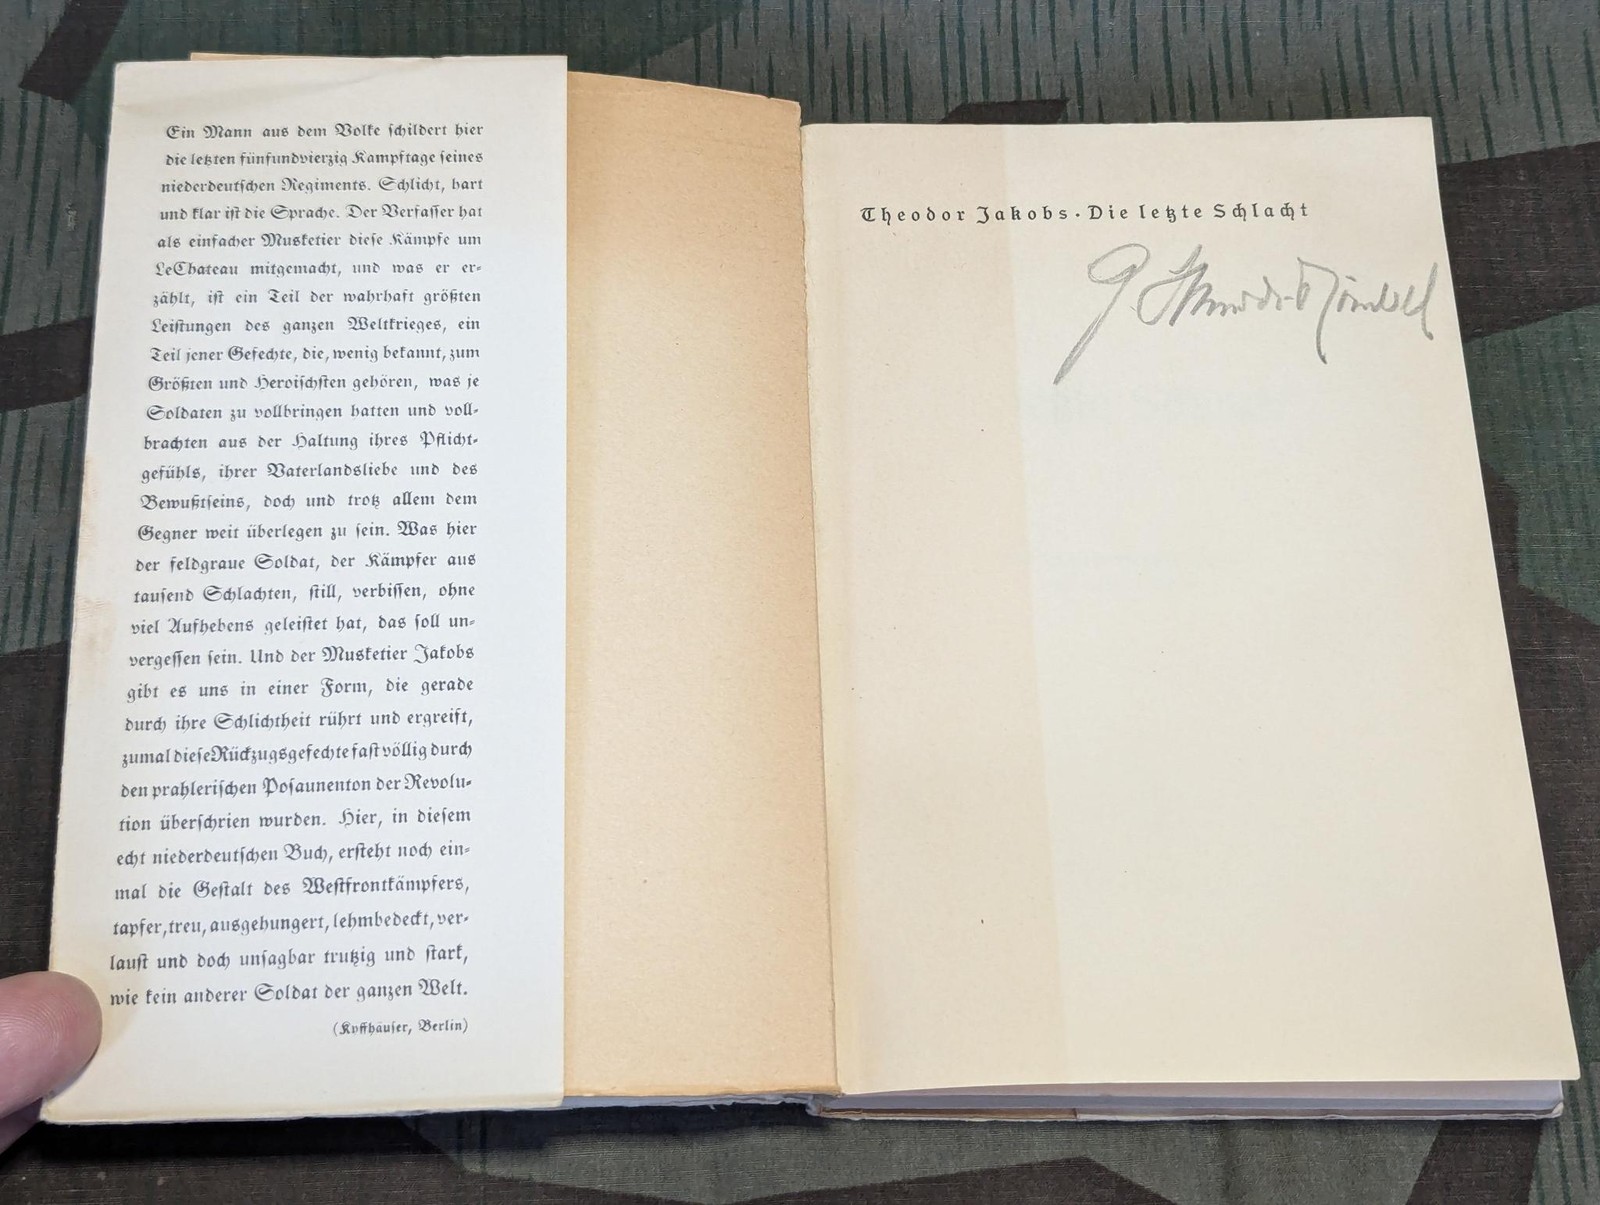 Ein Mann aus dem Volke schildert hier
die letzten fünfundvierzig Kampftage seines
niederdeutschen Regiments. Schlicht, hart
und klar ist die Sprache. Der Verfasser hat
als einfacher Musketier diese Kämpfe um
LeChateau mitgemacht, und was er er-
zählt, ist ein Teil der wahrhaft größten
Leistungen des ganzen Weltkrieges, ein
Teil jener Gefechte, die, wenig bekannt, zum
Größten und Heroischsten gehören, was je
Soldaten zu vollbringen hatten und voll-
brachten aus der Haltung ihres Pflicht-
gefühls, ihrer Vaterlandsliebe und des
Bewußtseins, doch und trotz allem dem
Gegner weit überlegen zu sein. Was hier
der feldgraue Soldat, der Kämpfer aus
tausend Schlachten, still, verbissen, ohne
viel Aufhebens geleistet hat, das soll un-
vergessen sein. Und der Musketier Jakobs
gibt es uns in einer Form, die gerade
durch ihre Schlichtheit rührt und ergreift,
zumal diese Rückzugsgefechte fast völlig durch
den prahlerischen Posaunenton der Revolu-
tion überschrien wurden. Hier, in diesem
echt niederdeutschen Buch, ersteht noch ein-
mal die Gestalt des Westfrontkämpfers,
tapfer, treu, ausgehungert, lehmbedeckt, ver-
laust und doch unsagbar trutzig und stark,
wie kein anderer Soldat der ganzen Welt.
(Kyffhäuser, Berlin)
Theodor Jakobs · Die letzte Schlacht